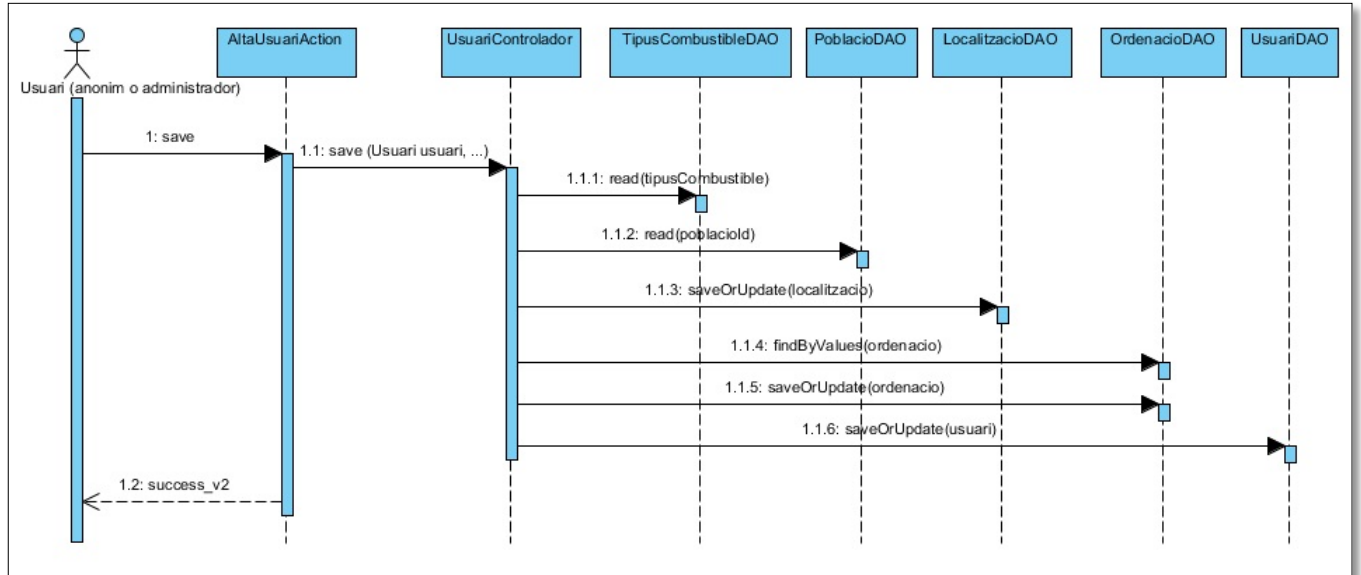 AltaUsuariAction
UsuariControlador
TipusCombustibleDAO
PoblacioDAO
LocalitzacioDAO
OrdenacioDAO
UsuariDAO
Usuari (anonim o administrador)
1: save
1.1: save (Usuari usuari, ...)
1.1.1: read(tipusCombustible)
1.1.2: read(poblacioId)
1.1.3: saveOrUpdate(localitzacio)
1.1.4: findByValues(ordenacio)
1.1.5: saveOrUpdate(ordenacio)
1.1.6: saveOrUpdate(usuari)
1.2: success_v2